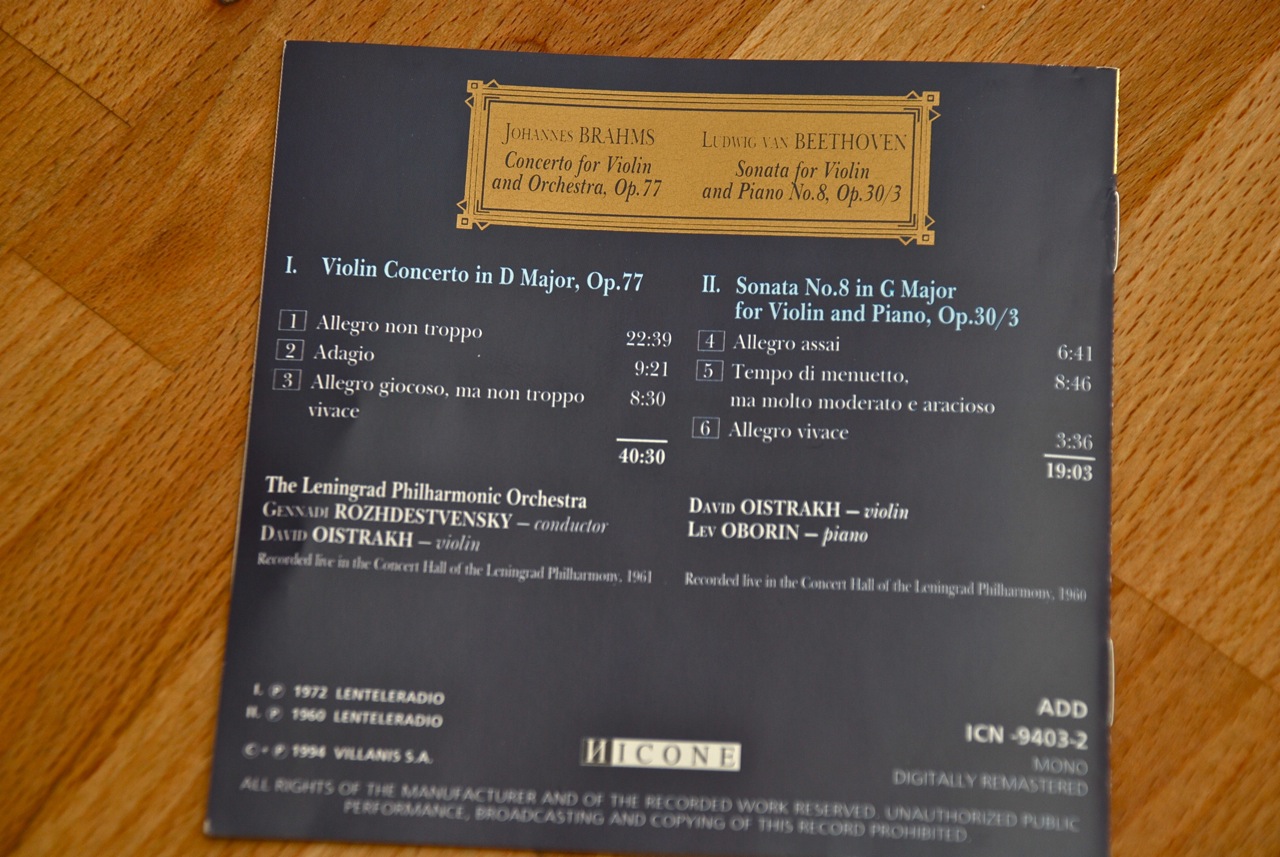 JOHANNES BRAHMS
Concerto for Violin
and Orchestra, Op.77
LUDWIG VAN BEETHOVEN
Sonata for Violin
and Piano No.8, Op.30/3
I. Violin Concerto in D Major, Op.77
1 Allegro non troppo 22:39
2 Adagio 9:21
3 Allegro giocoso, ma non troppo 8:30
vivace
40:30
The Leningrad Philharmonic Orchestra
GENNADI ROZHDESTVENSKY – conductor
DAVID OISTRAKH – violin
Recorded live in the Concert Hall of the Leningrad Philharmony, 1961
II. Sonata No.8 in G Major
for Violin and Piano, Op.30/3
4 Allegro assai 6:41
5 Tempo di menuetto, 8:46
ma molto moderato e aracioso
6 Allegro vivace 3:36
19:03
DAVID OISTRAKH – violin
LEV OBORIN – piano
Recorded live in the Concert Hall of the Leningrad Philharmony, 1960
I. ℗ 1972 LENTELERADIO
II. ℗ 1960 LENTELERADIO
© + ℗ 1994 VILLANIS S.A.
ИICONE
ADD
ICN -9403-2
MONO
DIGITALLY REMASTERED
ALL RIGHTS OF THE MANUFACTURER AND OF THE RECORDED WORK RESERVED. UNAUTHORIZED PUBLIC
PERFORMANCE, BROADCASTING AND COPYING OF THIS RECORD PROHIBITED.